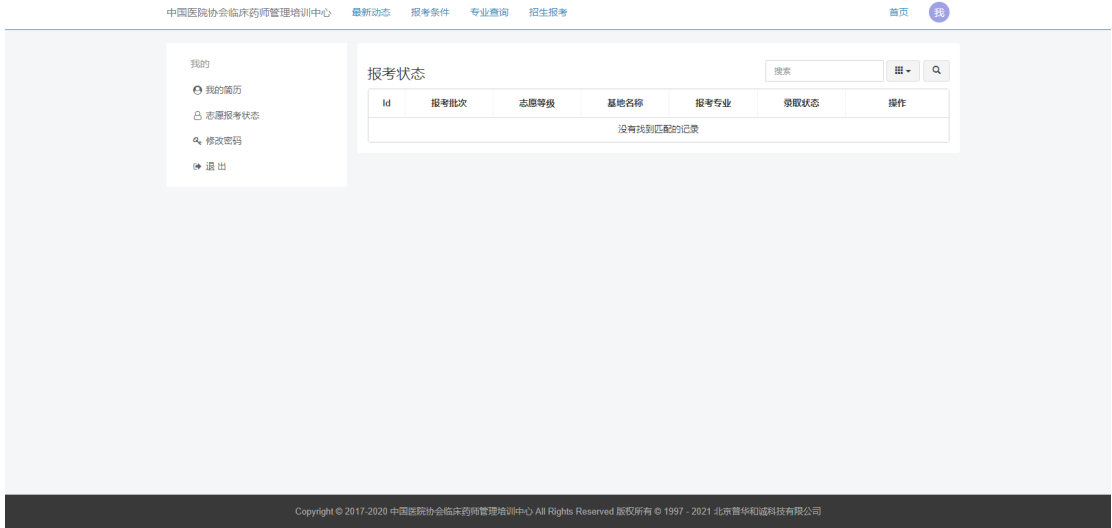 中国医院协会临床药师管理培训中心 最新动态 报考条件 专业查询 招生报考 首页 我
我的
我的简历
志愿报考状态
修改密码
退 出
报考状态 搜索
Id 报考批次 志愿等级 基地名称 报考专业 录取状态 操作
没有找到匹配的记录
Copyright © 2017-2020 中国医院协会临床药师管理培训中心 All Rights Reserved 版权所有 © 1997 - 2021 北京晋华和诚科技有限公司